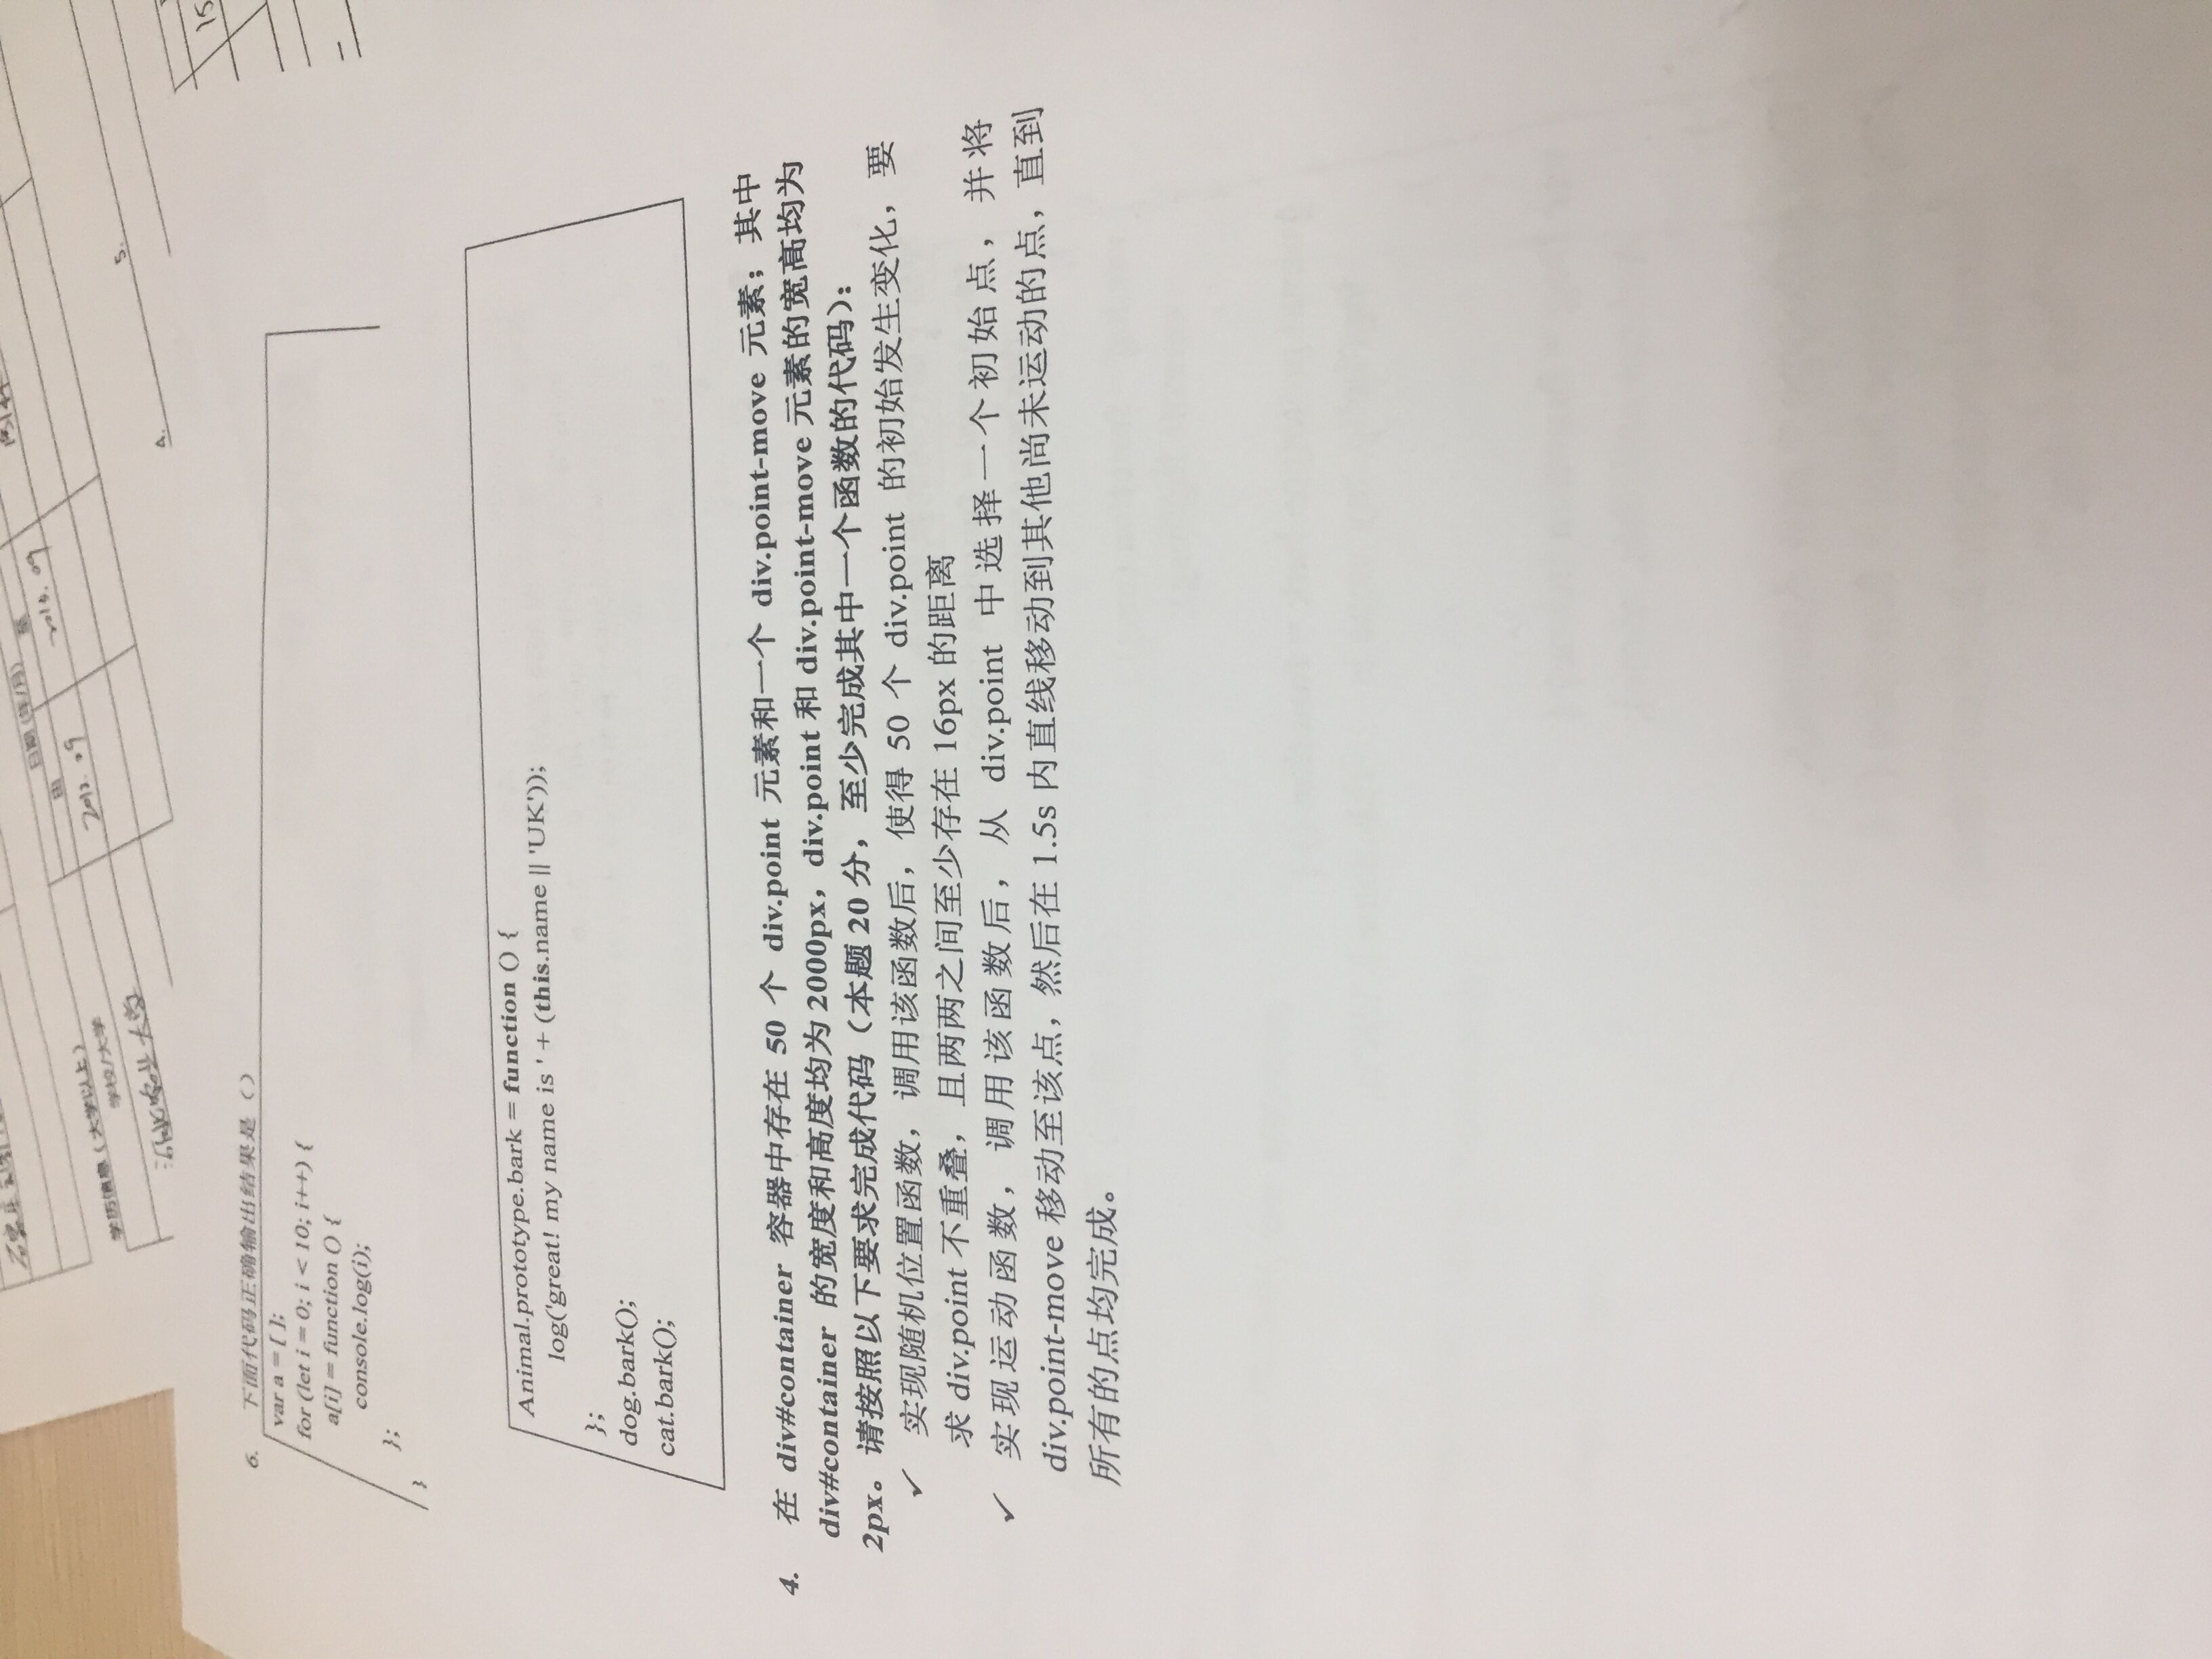 15
5.
4.
日期(年/月)
由
至
2012.09
2016.09
学历信息（大学以上）
学校/大学
6. 下面代码正确输出结果是（）
var a = [ ];
for (let i = 0; i < 10; i++) {
a[i] = function () {
console.log(i);
};
}
Animal.prototype.bark = function () {
log('great! my name is ' + (this.name || 'UK'));
};
dog.bark();
cat.bark();
4. 在 div#container 容器中存在 50 个 div.point 元素和一个 div.point-move 元素；其中
div#container 的宽度和高度均为 2000px，div.point 和 div.point-move 元素的宽高均为
2px。请按照以下要求完成代码（本题 20 分，至少完成其中一个函数的代码）：
✓ 实现随机位置函数，调用该函数后，使得 50 个 div.point 的初始发生变化，要
求 div.point 不重叠，且两两之间至少存在 16px 的距离
✓ 实现运动函数，调用该函数后，从 div.point 中选择一个初始点，并将
div.point-move 移动至该点，然后在 1.5s 内直线移动到其他尚未运动的点，直到
所有的点均完成。